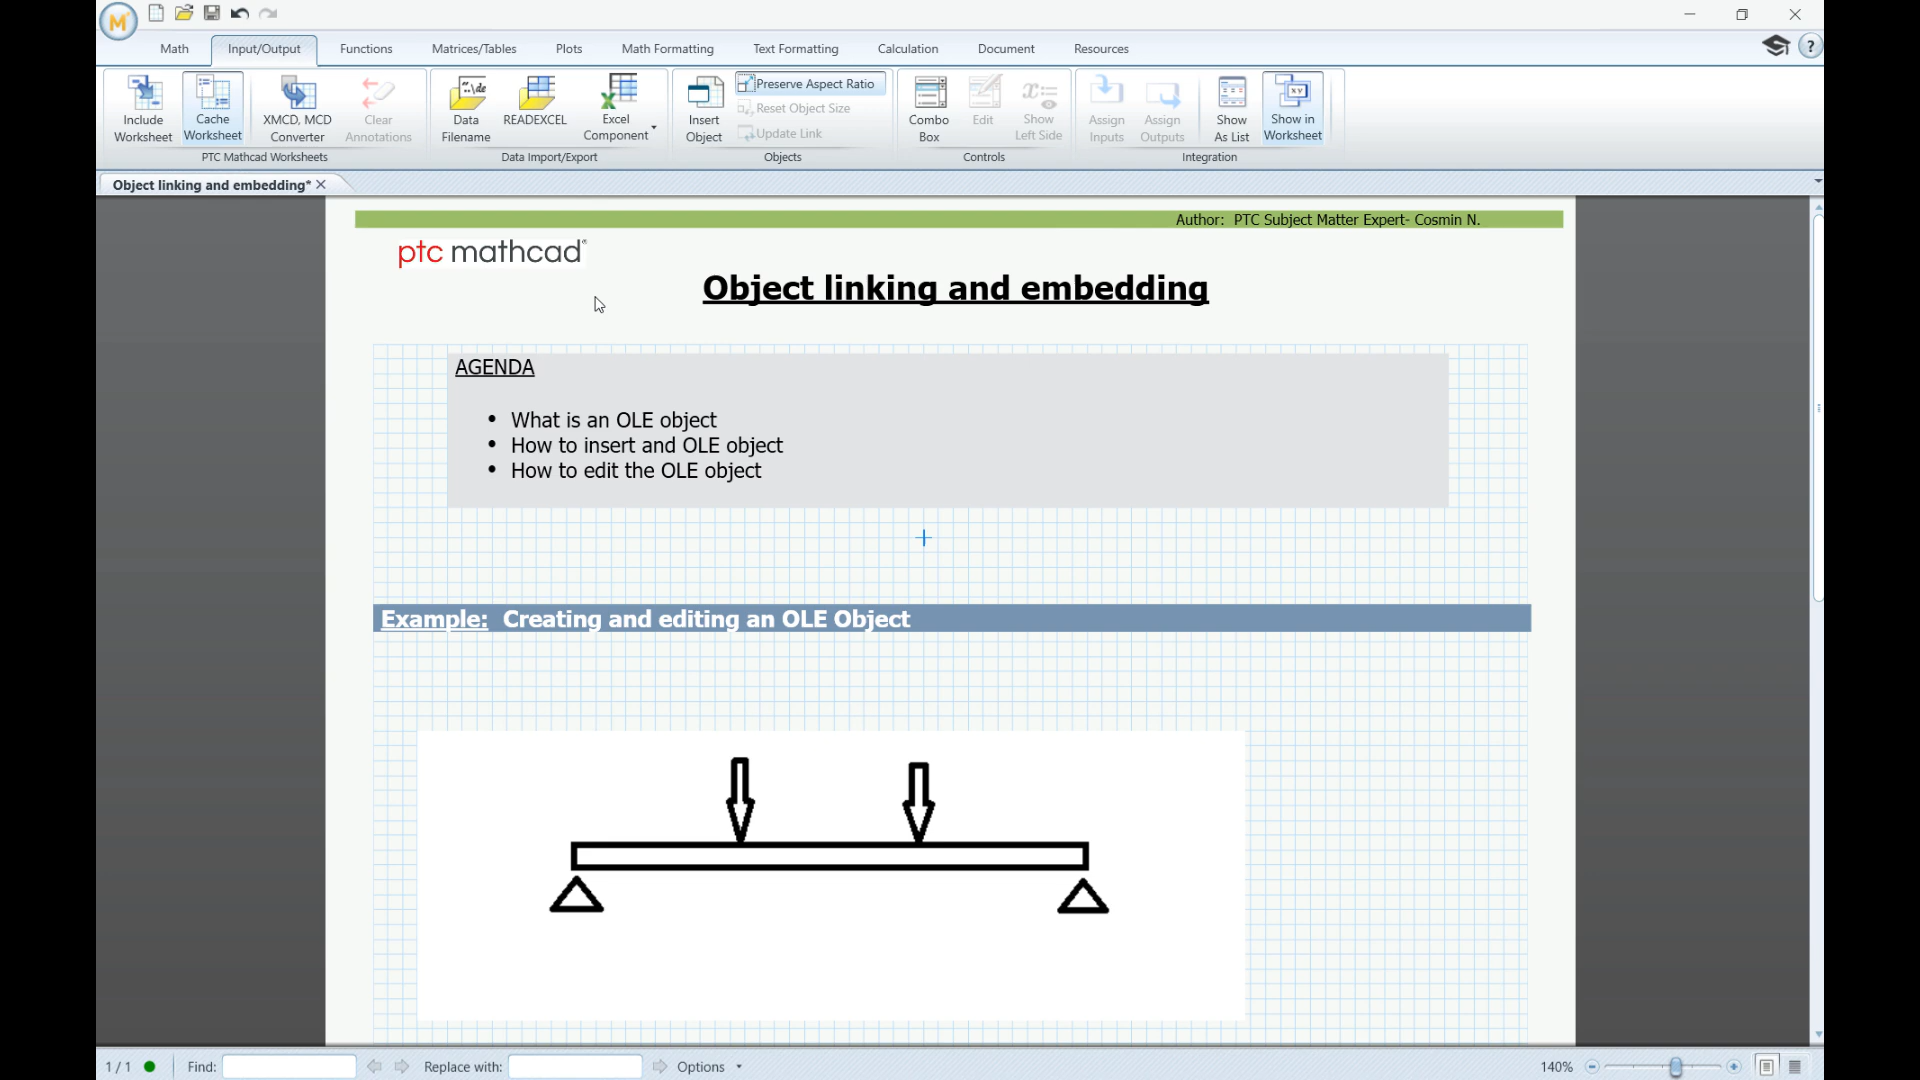 Math Input/Output Functions Matrices/Tables Plots Math Formatting Text Formatting Calculation Document Resources
Include Worksheet
Cache Worksheet
XMCD, MCD Converter
Clear Annotations
PTC Mathcad Worksheets
Data Filename
READEXCEL
Excel Component
Data Import/Export
Insert Object
Preserve Aspect Ratio
Reset Object Size
Update Link
Objects
Combo Box
Edit
Show Left Side
Controls
Assign Inputs
Assign Outputs
Show As List
Show in Worksheet
Integration
Object linking and embedding*
Author: PTC Subject Matter Expert- Cosmin N.
ptc mathcad®
Object linking and embedding
AGENDA
• What is an OLE object
• How to insert and OLE object
• How to edit the OLE object
Example: Creating and editing an OLE Object
1 / 1 Find: Replace with: Options 140%